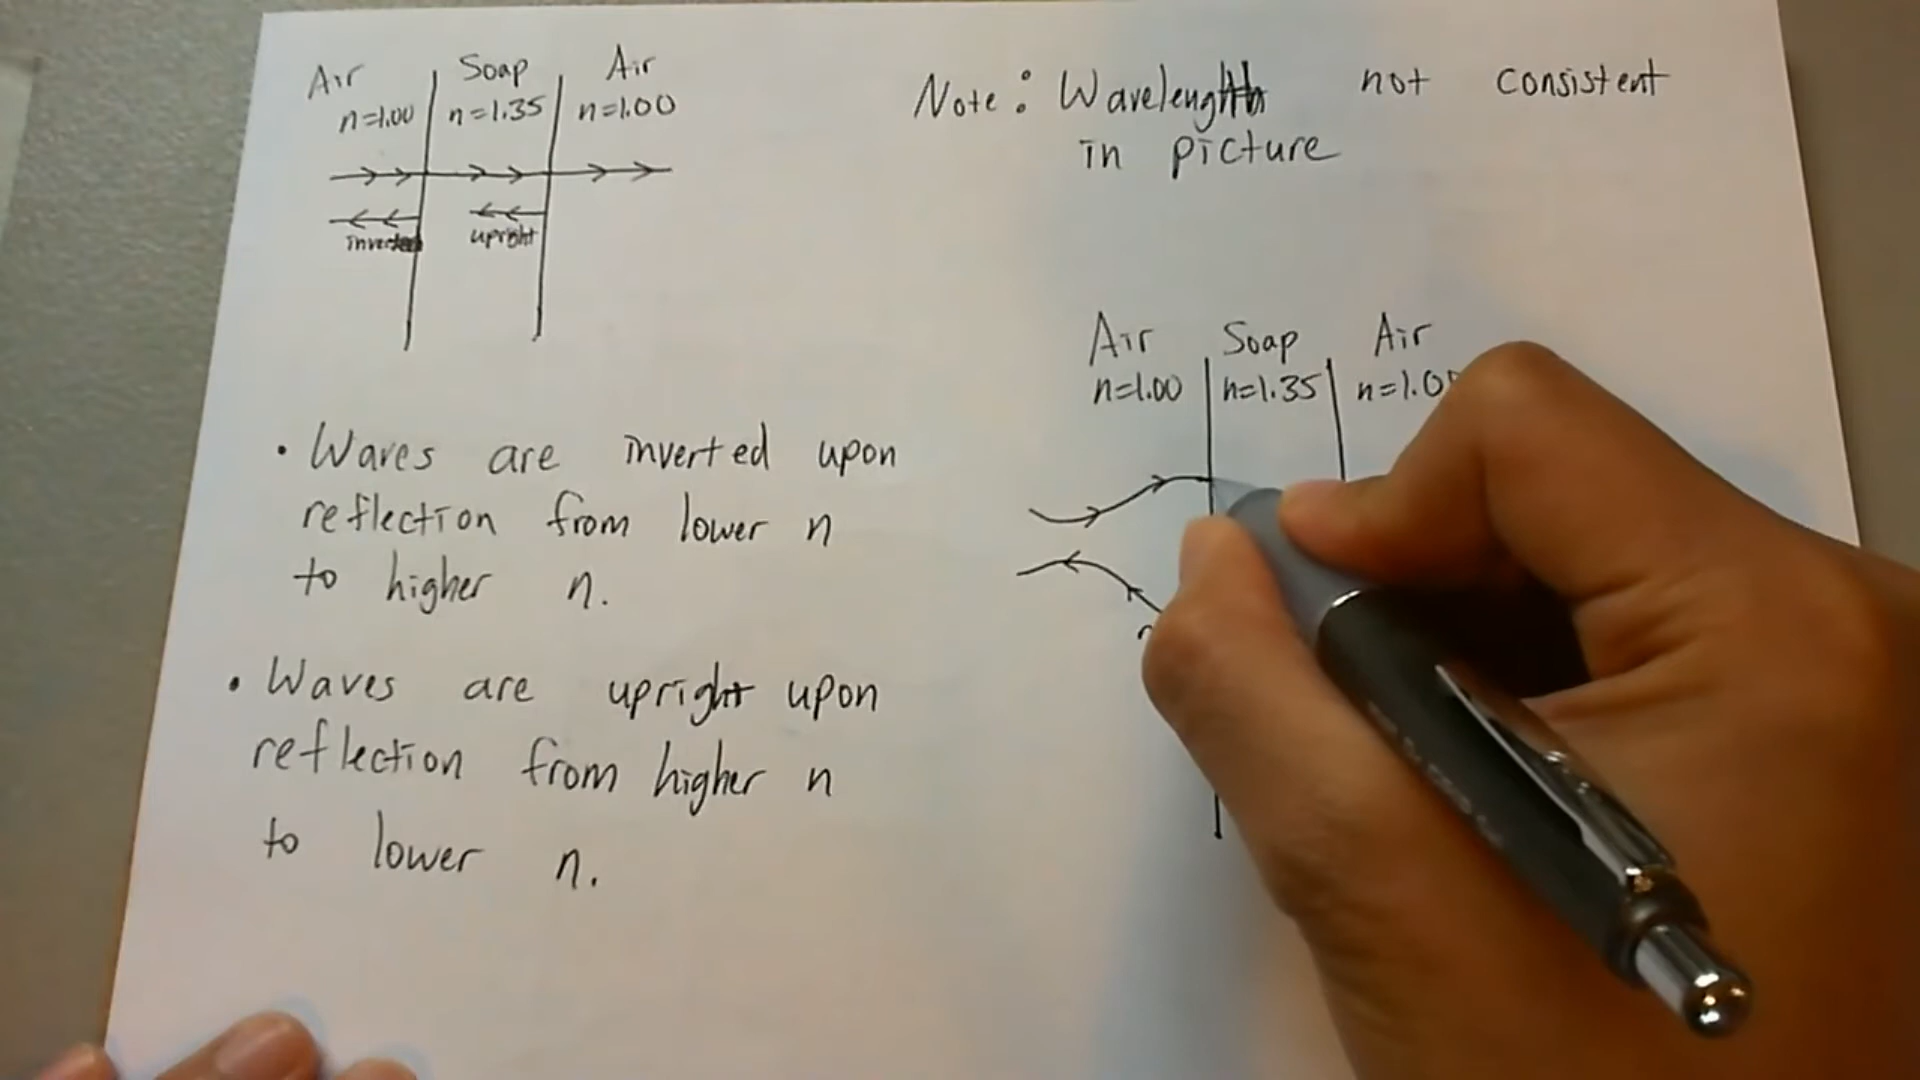 Air Soap Air
n=1.00 n=1.35 n=1.00
inverted upright
Note: Wavelength not consistent
in picture
Air Soap Air
n=1.00 n=1.35
• Waves are inverted upon
reflection from lower n
to higher n.
• Waves are upright upon
reflection from higher n
to lower n.